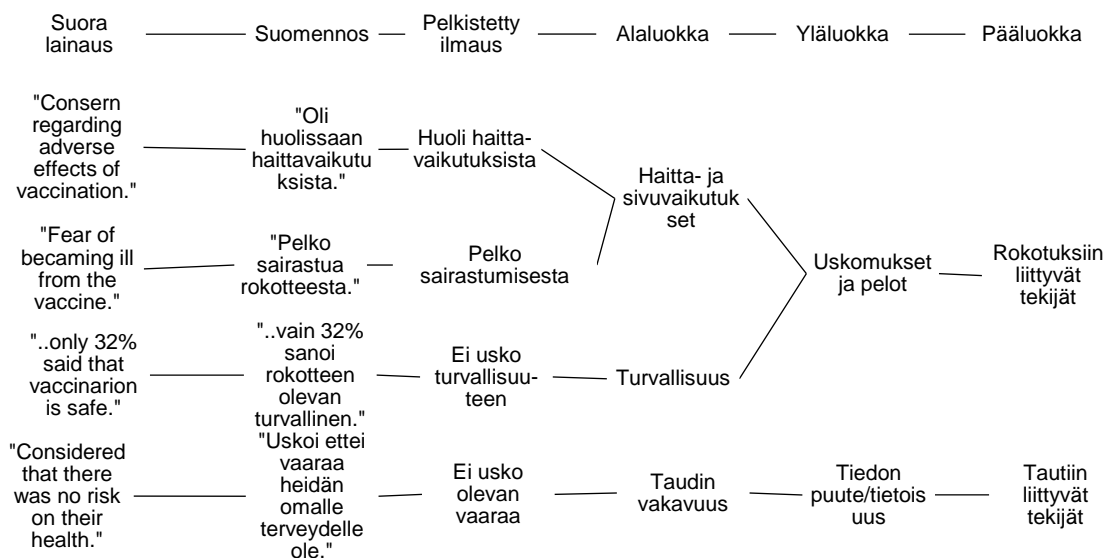 Suora
lainaus
Suomennos
Pelkistetty
ilmaus
Alaluokka
Yläluokka
Pääluokka
"Consern
regarding
adverse
effects of
vaccination."
"Oli
huolissaan
haittavaikutu
ksista."
Huoli haitta-
vaikutuksista
Haitta- ja
sivuvaikutuk
set
"Fear of
becaming ill
from the
vaccine."
"Pelko
sairastua
rokotteesta."
Pelko
sairastumisesta
Uskomukset
ja pelot
Rokotuksiin
liittyvät
tekijät
"..only 32%
said that
vaccinarion
is safe."
"..vain 32%
sanoi
rokotteen
olevan
turvallinen."
Ei usko
turvallisuu-
teen
Turvallisuus
"Considered
that there
was no risk
on their
health."
"Uskoi ettei
vaaraa
heidän
omalle
terveydelle
ole."
Ei usko
olevan
vaaraa
Taudin
vakavuus
Tiedon
puute/tietois
uus
Tautiin
liittyvät
tekijät